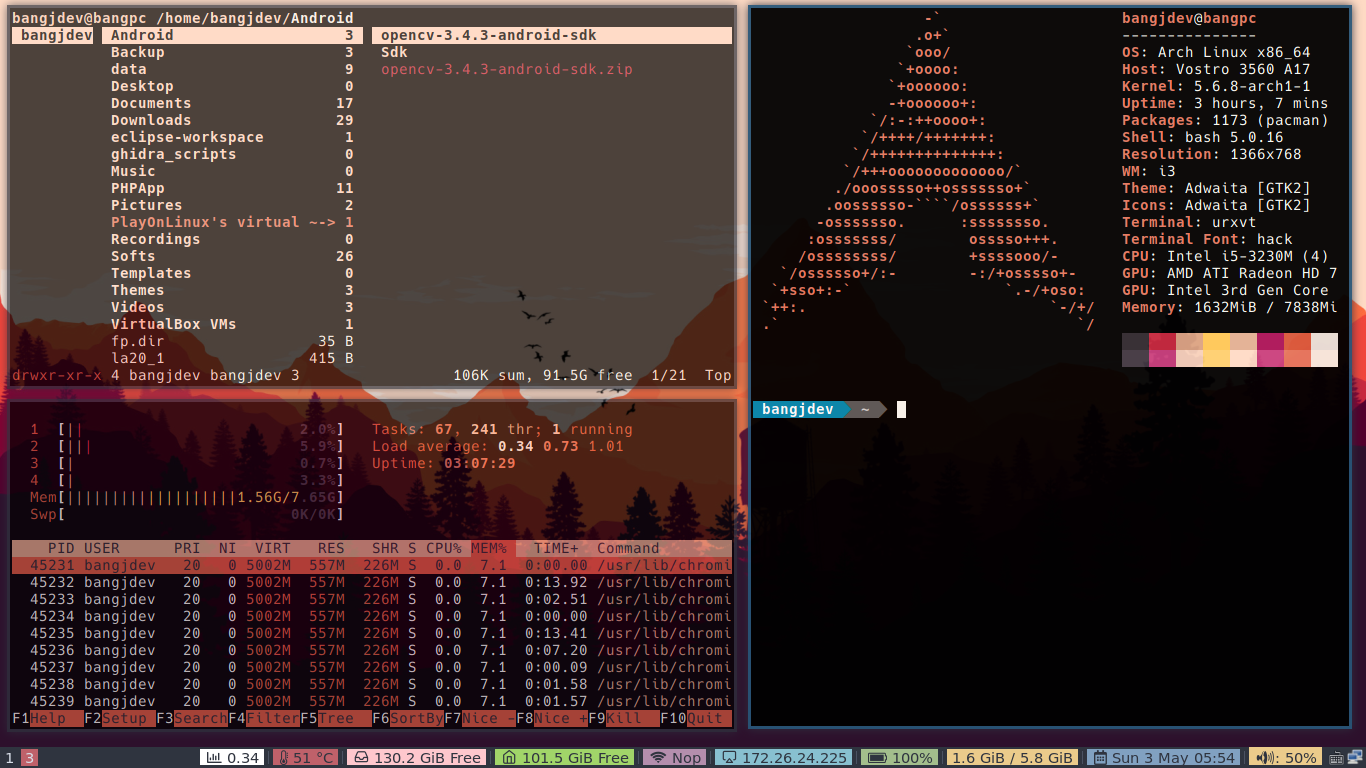 bangjdev@bangpc /home/bangjdev/Android
bangjdev Android 3 opencv-3.4.3-android-sdk
Backup 3 Sdk
data 9 opencv-3.4.3-android-sdk.zip
Desktop 0
Documents 17
Downloads 29
eclipse-workspace 1
ghidra_scripts 0
Music 0
PHPApp 11
Pictures 2
PlayOnLinux's virtual ~--> 1
Recordings 0
Softs 26
Templates 0
Themes 3
Videos 3
VirtualBox VMs 1
fp.dir 35 B
la20_1 415 B
drwxr-xr-x 4 bangjdev bangjdev 3 106K sum, 91.5G free 1/21 Top
1 [|| 2.0%] Tasks: 67, 241 thr; 1 running
2 [||| 5.9%] Load average: 0.34 0.73 1.01
3 [| 0.7%] Uptime: 03:07:29
4 [| 3.3%]
Mem[|||||||||||||||||||1.56G/7.65G]
Swp[ 0K/0K]
PID USER PRI NI VIRT RES SHR S CPU% MEM% TIME+ Command
45231 bangjdev 20 0 5002M 557M 226M S 0.0 7.1 0:00.00 /usr/lib/chromi
45232 bangjdev 20 0 5002M 557M 226M S 0.0 7.1 0:13.92 /usr/lib/chromi
45233 bangjdev 20 0 5002M 557M 226M S 0.0 7.1 0:02.51 /usr/lib/chromi
45234 bangjdev 20 0 5002M 557M 226M S 0.0 7.1 0:00.00 /usr/lib/chromi
45235 bangjdev 20 0 5002M 557M 226M S 0.0 7.1 0:13.41 /usr/lib/chromi
45236 bangjdev 20 0 5002M 557M 226M S 0.0 7.1 0:07.20 /usr/lib/chromi
45237 bangjdev 20 0 5002M 557M 226M S 0.0 7.1 0:00.09 /usr/lib/chromi
45238 bangjdev 20 0 5002M 557M 226M S 0.0 7.1 0:01.58 /usr/lib/chromi
45239 bangjdev 20 0 5002M 557M 226M S 0.0 7.1 0:01.57 /usr/lib/chromi
F1Help F2Setup F3SearchF4FilterF5Tree F6SortByF7Nice -F8Nice +F9Kill F10Quit
bangjdev@bangpc
---------------
OS: Arch Linux x86_64
Host: Vostro 3560 A17
Kernel: 5.6.8-arch1-1
Uptime: 3 hours, 7 mins
Packages: 1173 (pacman)
Shell: bash 5.0.16
Resolution: 1366x768
WM: i3
Theme: Adwaita [GTK2]
Icons: Adwaita [GTK2]
Terminal: urxvt
Terminal Font: hack
CPU: Intel i5-3230M (4)
GPU: AMD ATI Radeon HD 7
GPU: Intel 3rd Gen Core
Memory: 1632MiB / 7838Mi
bangjdev ~
1 3 0.34 51 °C 130.2 GiB Free 101.5 GiB Free Nop 172.26.24.225 100% 1.6 GiB / 5.8 GiB Sun 3 May 05:54 : 50%